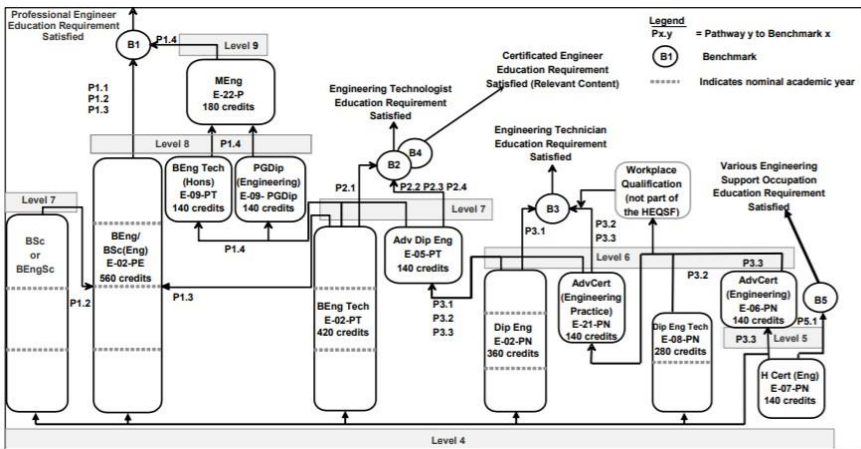 Professional Engineer
Education Requirement
Satisfied
P1.4
B1
Level 9
P1.1
P1.2
P1.3
MEng
E-22-P
180 credits
Certificated Engineer
Education Requirement
Satisfied (Relevant Content)
Engineering Technologist
Education Requirement
Satisfied
B4
B2
Legend
Px.y = Pathway y to Benchmark x
B1 Benchmark
Indicates nominal academic year
Engineering Technician
Education Requirement
Satisfied
B3
Workplace
Qualification
(not part
of the
HEQSF)
Various Engineering
Support Occupation
Education Requirement
Satisfied
Level 8
P1.4
BEng Tech
(Hons)
E-09-PT
140 credits
PGDip
(Engineering)
E-09- PGDip
140 credits
P2.1
P2.2 P2.3 P2.4
Level 7
Level 7
BSc
or
BEngSc
BEng/
BSc(Eng)
E-02-PE
560 credits
P1.4
P1.2
P1.3
BEng Tech
E-02-PT
420 credits
Adv Dip Eng
E-05-PT
140 credits
P3.1
P3.2
P3.3
P3.1
P3.2
P3.3
Level 6
P3.2
P3.3
Dip Eng
E-02-PN
360 credits
AdvCert
(Engineering
Practice)
E-21-PN
140 credits
Dip Eng Tech
E-08-PN
280 credits
AdvCert
(Engineering)
E-06-PN
140 credits
B5
P5.1
P3.3
Level 5
H Cert (Eng)
E-07-PN
140 credits
Level 4